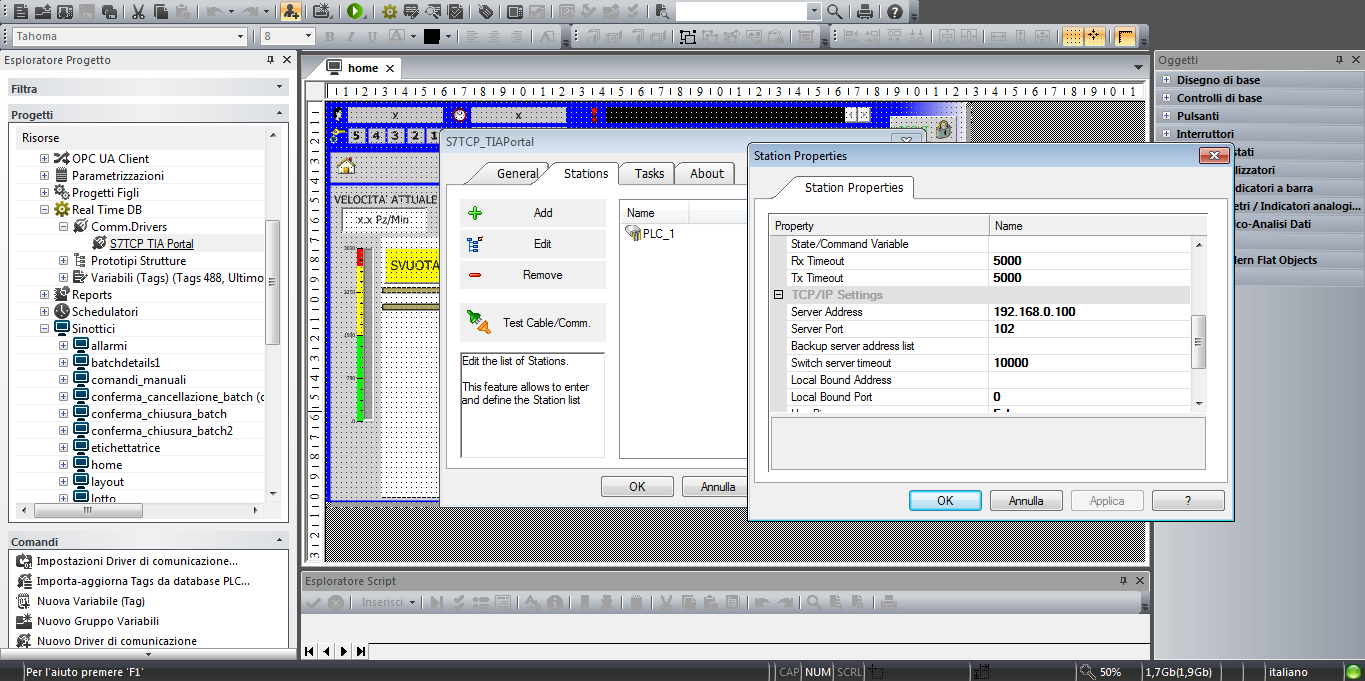 Tahoma
8
Esploratore Progetto
Filtra
Progetti
Risorse
OPC UA Client
Parametrizzazioni
Progetti Figli
Real Time DB
Comm.Drivers
S7TCP TIA Portal
Prototipi Strutture
Variabili (Tags) (Tags 488, Ultimo
Reports
Schedulatori
Sinottici
allarmi
batchdetails1
comandi_manuali
conferma_cancellazione_batch (c
conferma_chiusura_batch
conferma_chiusura_batch2
etichettatrice
home
layout
lotto
Comandi
Impostazioni Driver di comunicazione...
Importa-aggiorna Tags da database PLC...
Nuova Variabile (Tag)
Nuovo Gruppo Variabili
Nuovo Driver di comunicazione
home
x
x
5 4 3 2 1
VELOCITA' ATTUALE
x.x Pz/Min
SVUOTA
S7TCP_TIAPortal
General
Stations
Tasks
About
Add
Edit
Remove
Test Cable/Comm.
Edit the list of Stations.
This feature allows to enter
and define the Station list
Name
PLC_1
OK
Annulla
Station Properties
Station Properties
Property Name
State/Command Variable
Rx Timeout 5000
Tx Timeout 5000
TCP/IP Settings
Server Address 192.168.0.100
Server Port 102
Backup server address list
Switch server timeout 10000
Local Bound Address
Local Bound Port 0
OK
Annulla
Applica
?
Oggetti
Disegno di base
Controlli di base
Pulsanti
Interruttori
stati
lizzatori
dicatori a barra
etri / Indicatori analogi...
ico-Analisi Dati
dern Flat Objects
Esploratore Script
Inserisci
Per l'aiuto premere 'F1'
CAP NUM SCRL
50%
1,7Gb(1,9Gb)
italiano